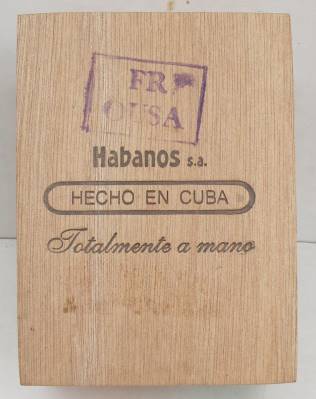 FR
OUSA
Habanos s.a.
HECHO EN CUBA
Totalmente a mano